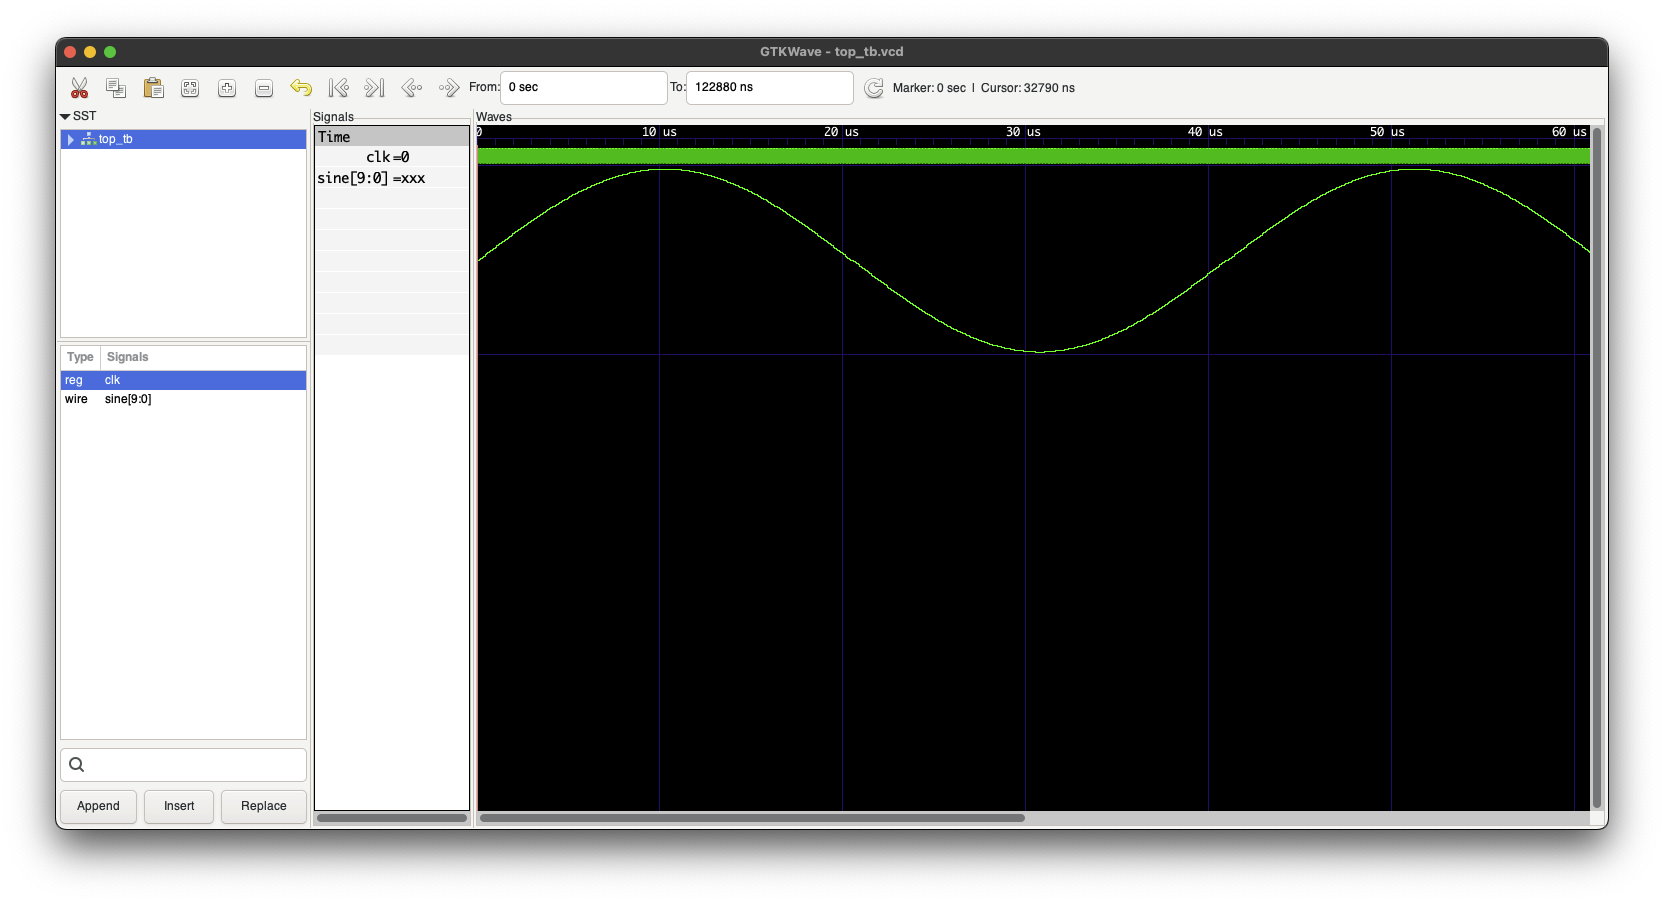 GTKWave - top_tb.vcd
From: 0 sec To: 122880 ns Marker: 0 sec | Cursor: 32790 ns
SST
top_tb
Type Signals
reg clk
wire sine[9:0]
Append Insert Replace
Signals
Time
clk=0
sine[9:0] =xxx
Waves
0 10 us 20 us 30 us 40 us 50 us 60 us